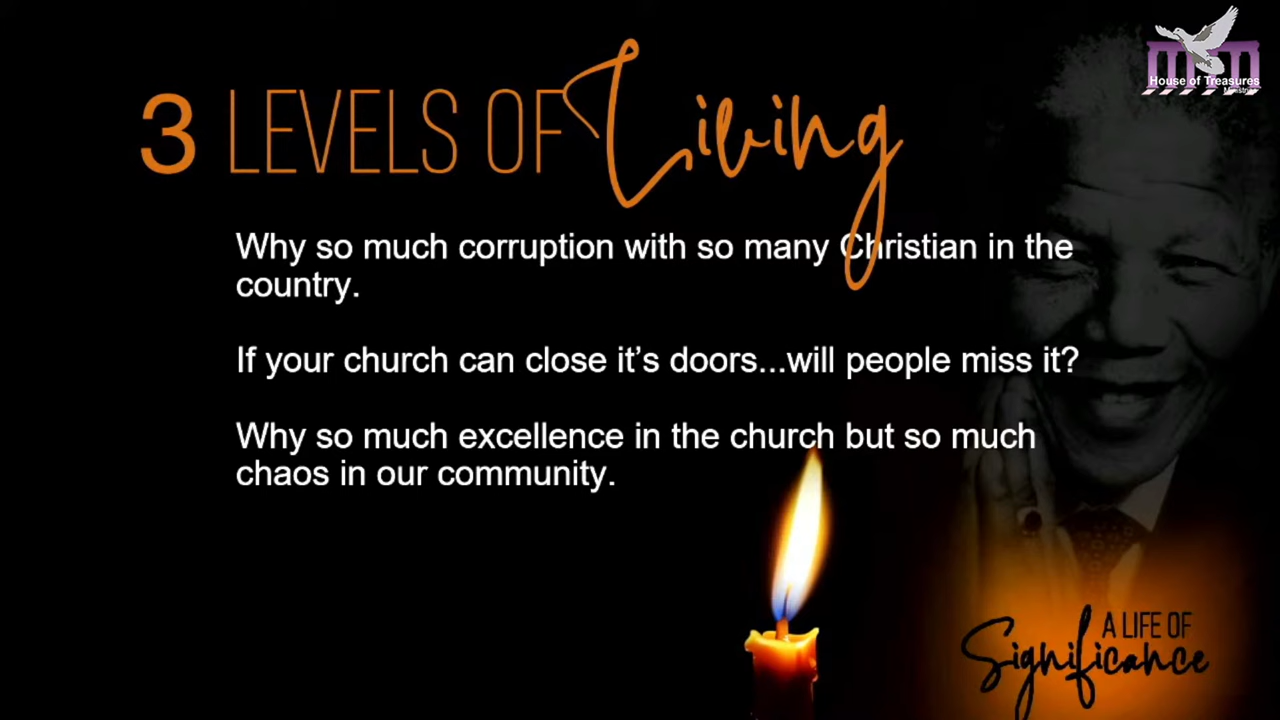 House of Treasures
Ministries
3 LEVELS OF Living
Why so much corruption with so many Christian in the
country.
If your church can close it’s doors...will people miss it?
Why so much excellence in the church but so much
chaos in our community.
A LIFE OF
Significance